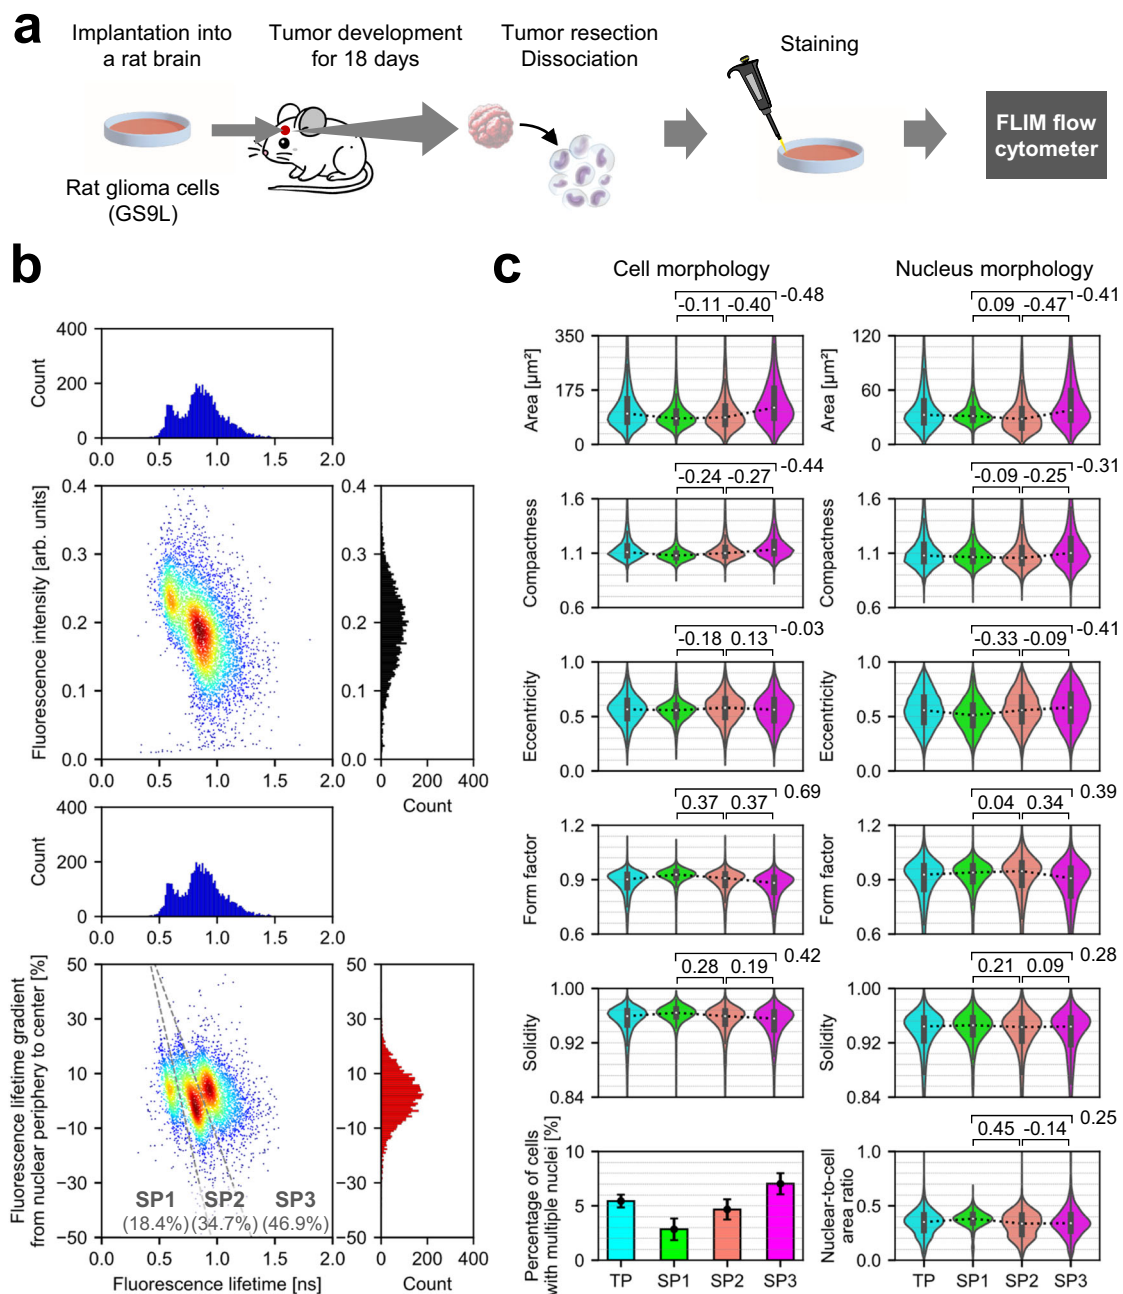 a
Implantation into
a rat brain
Tumor development
for 18 days
Tumor resection
Dissociation
Staining
FLIM flow
cytometer
Rat glioma cells
(GS9L)
b
400
200
0
Count
0.0 0.5 1.0 1.5 2.0
0.4
0.3
0.2
0.1
0.0
Fluorescence intensity [arb. units]
0.4
0.3
0.2
0.1
0.0
0 200 400
Count
400
200
0
Count
0.0 0.5 1.0 1.5 2.0
50
30
10
−10
−30
−50
Fluorescence lifetime gradient
from nuclear periphery to center [%]
SP1 SP2 SP3
(18.4%) (34.7%) (46.9%)
0.0 0.5 1.0 1.5 2.0
Fluorescence lifetime [ns]
50
30
10
−10
−30
−50
0 200 400
Count
c
Cell morphology
Nucleus morphology
-0.48
-0.11 -0.40
350
175
0
Area [µm²]
-0.41
0.09 -0.47
120
60
0
Area [µm²]
-0.44
-0.24 -0.27
1.6
1.1
0.6
Compactness
-0.31
-0.09 -0.25
1.6
1.1
0.6
Compactness
-0.03
-0.18 0.13
1.0
0.5
0.0
Eccentricity
-0.41
-0.33 -0.09
1.0
0.5
0.0
Eccentricity
0.69
0.37 0.37
1.2
0.9
0.6
Form factor
0.39
0.04 0.34
1.2
0.9
0.6
Form factor
0.42
0.28 0.19
1.00
0.92
0.84
Solidity
0.28
0.21 0.09
1.00
0.92
0.84
Solidity
10
5
0
Percentage of cells
with multiple nuclei [%]
TP SP1 SP2 SP3
0.25
0.45 -0.14
1.0
0.5
0.0
Nuclear-to-cell
area ratio
TP SP1 SP2 SP3